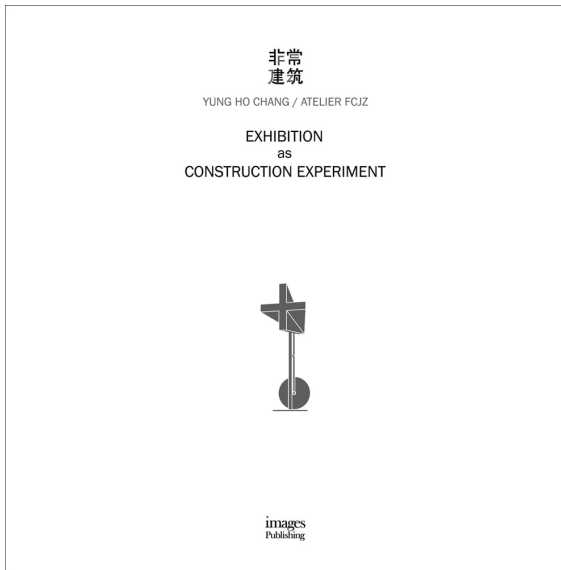 非常
建筑
YUNG HO CHANG / ATELIER FCJZ
EXHIBITION
as
CONSTRUCTION EXPERIMENT
images
Publishing